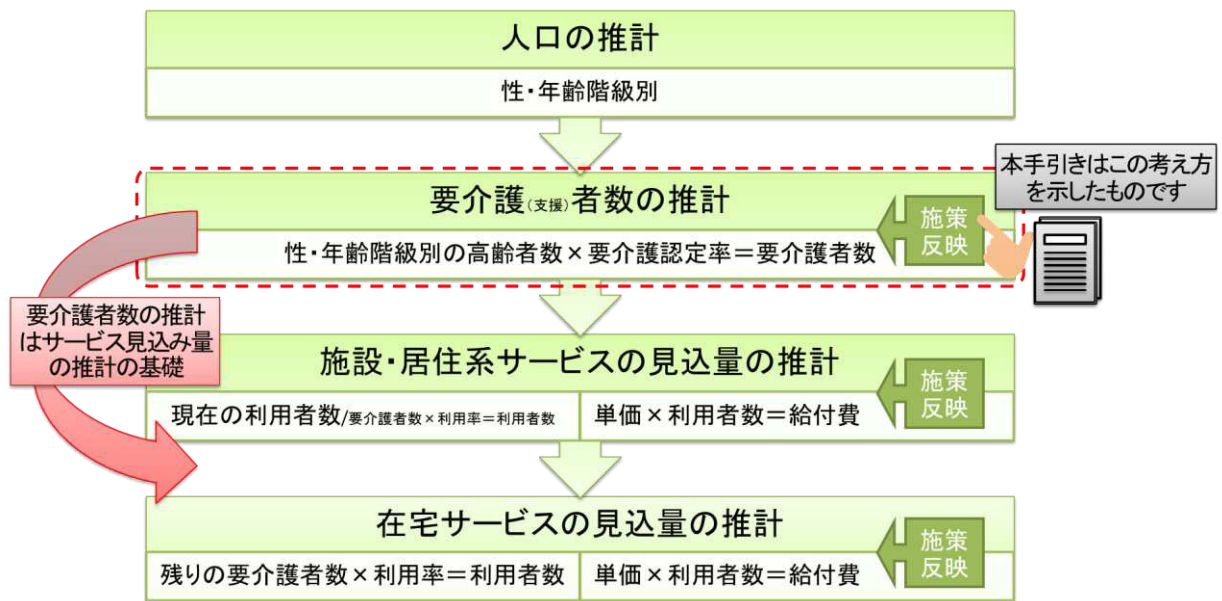 人口の推計
性・年齢階級別
本手引きはこの考え方
を示したものです
要介護(支援)者数の推計
施策
反映
性・年齢階級別の高齢者数×要介護認定率＝要介護者数
要介護者数の推計
はサービス見込み量
の推計の基礎
施設・居住系サービスの見込量の推計
施策
反映
現在の利用者数/要介護者数×利用率＝利用者数
単価×利用者数＝給付費
在宅サービスの見込量の推計
施策
反映
残りの要介護者数×利用率＝利用者数
単価×利用者数＝給付費